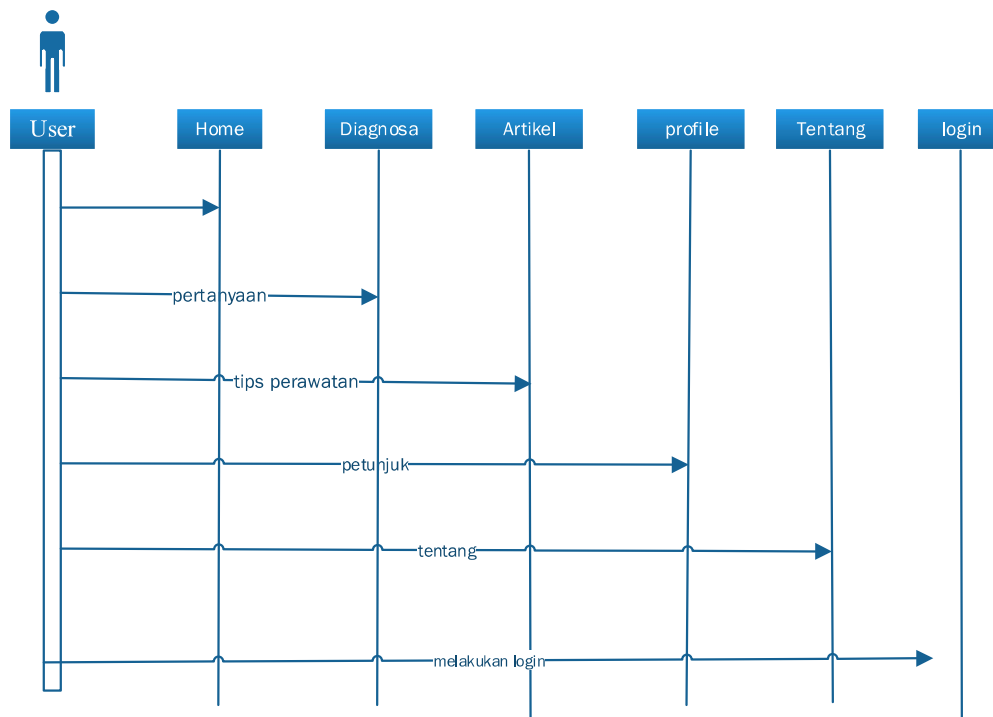 User
Home
Diagnosa
Artikel
profile
Tentang
login
pertanyaan
tips perawatan
petunjuk
tentang
melakukan login